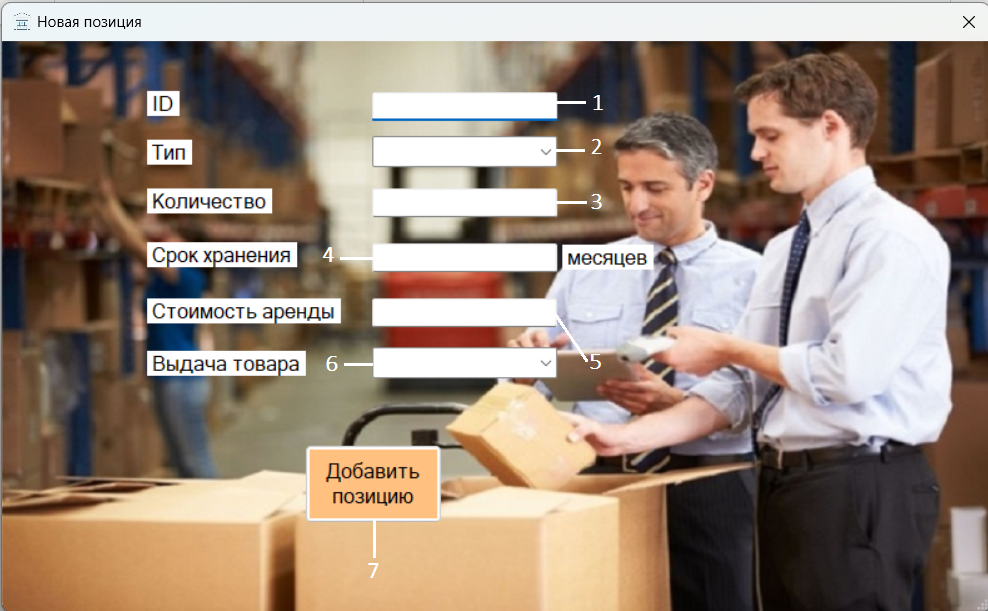 Новая позиция
ID
1
Тип
2
Количество
3
Срок хранения
4
месяцев
Стоимость аренды
5
Выдача товара
6
Добавить
позицию
7